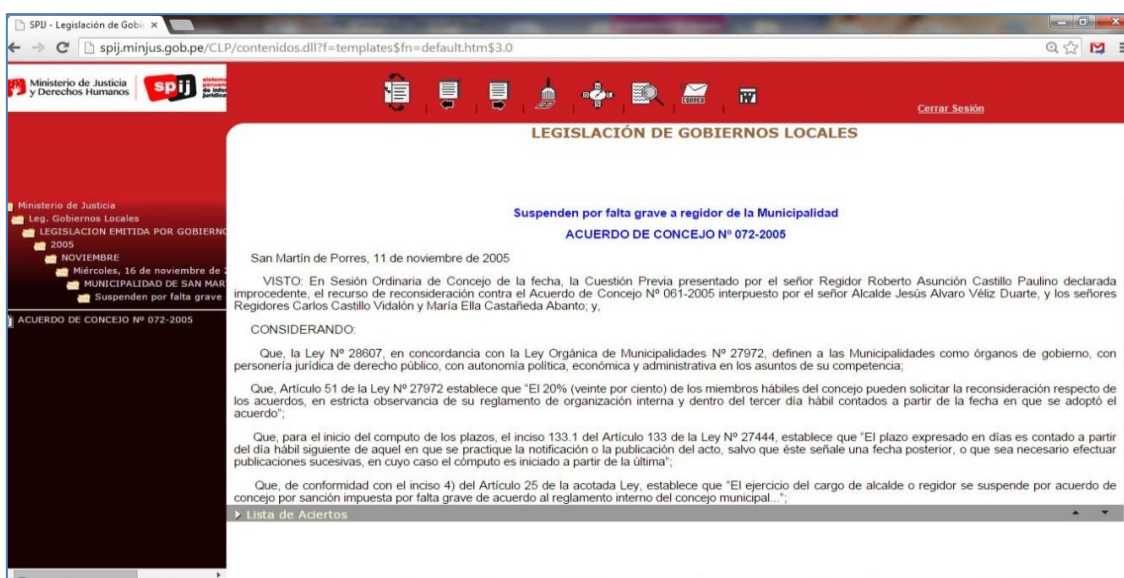 SPIJ - Legislación de Gobie
spij.minjus.gob.pe/CLP/contenidos.dll?f=templates$fn=default.htm$3.0
Ministerio de Justicia
y Derechos Humanos
spij
sistema
peruano
de infor
jurídica
CORREO
Cerrar Sesión
LEGISLACIÓN DE GOBIERNOS LOCALES
Ministerio de Justicia
Leg. Gobiernos Locales
LEGISLACION EMITIDA POR GOBIERNO
2005
NOVIEMBRE
Miércoles, 16 de noviembre de 2
MUNICIPALIDAD DE SAN MAR
Suspenden por falta grave
ACUERDO DE CONCEJO Nº 072-2005
Suspenden por falta grave a regidor de la Municipalidad
ACUERDO DE CONCEJO Nº 072-2005
San Martín de Porres, 11 de noviembre de 2005
VISTO: En Sesión Ordinaria de Concejo de la fecha, la Cuestión Previa presentado por el señor Regidor Roberto Asunción Castillo Paulino declarada
improcedente, el recurso de reconsideración contra el Acuerdo de Concejo Nº 061-2005 interpuesto por el señor Alcalde Jesús Alvaro Véliz Duarte, y los señores
Regidores Carlos Castillo Vidalón y María Ella Castañeda Abanto; y,
CONSIDERANDO:
Que, la Ley Nº 28607, en concordancia con la Ley Orgánica de Municipalidades Nº 27972, definen a las Municipalidades como órganos de gobierno, con
personería jurídica de derecho público, con autonomía política, económica y administrativa en los asuntos de su competencia;
Que, Artículo 51 de la Ley Nº 27972 establece que “El 20% (veinte por ciento) de los miembros hábiles del concejo pueden solicitar la reconsideración respecto de
los acuerdos, en estricta observancia de su reglamento de organización interna y dentro del tercer día hábil contados a partir de la fecha en que se adoptó el
acuerdo”;
Que, para el inicio del computo de los plazos, el inciso 133.1 del Artículo 133 de la Ley Nº 27444, establece que “El plazo expresado en días es contado a partir
del día hábil siguiente de aquel en que se practique la notificación o la publicación del acto, salvo que éste señale una fecha posterior, o que sea necesario efectuar
publicaciones sucesivas, en cuyo caso el cómputo es iniciado a partir de la última”;
Que, de conformidad con el inciso 4) del Artículo 25 de la acotada Ley, establece que “El ejercicio del cargo de alcalde o regidor se suspende por acuerdo de
concejo por sanción impuesta por falta grave de acuerdo al reglamento interno del concejo municipal...”;
Lista de Aciertos